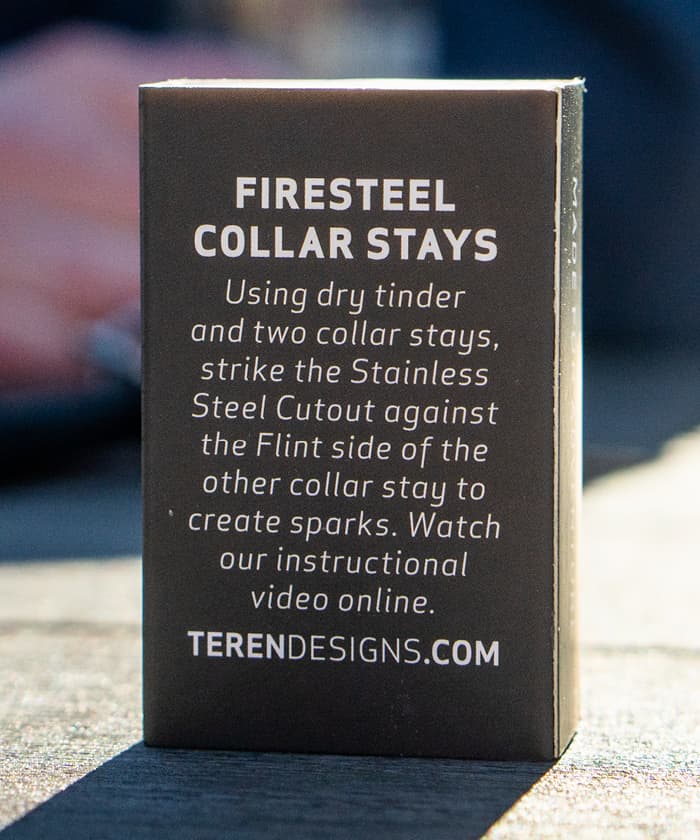 FIRESTEEL
COLLAR STAYS
Using dry tinder
and two collar stays,
strike the Stainless
Steel Cutout against
the Flint side of the
other collar stay to
create sparks. Watch
our instructional
video online.
TERENDESIGNS.COM